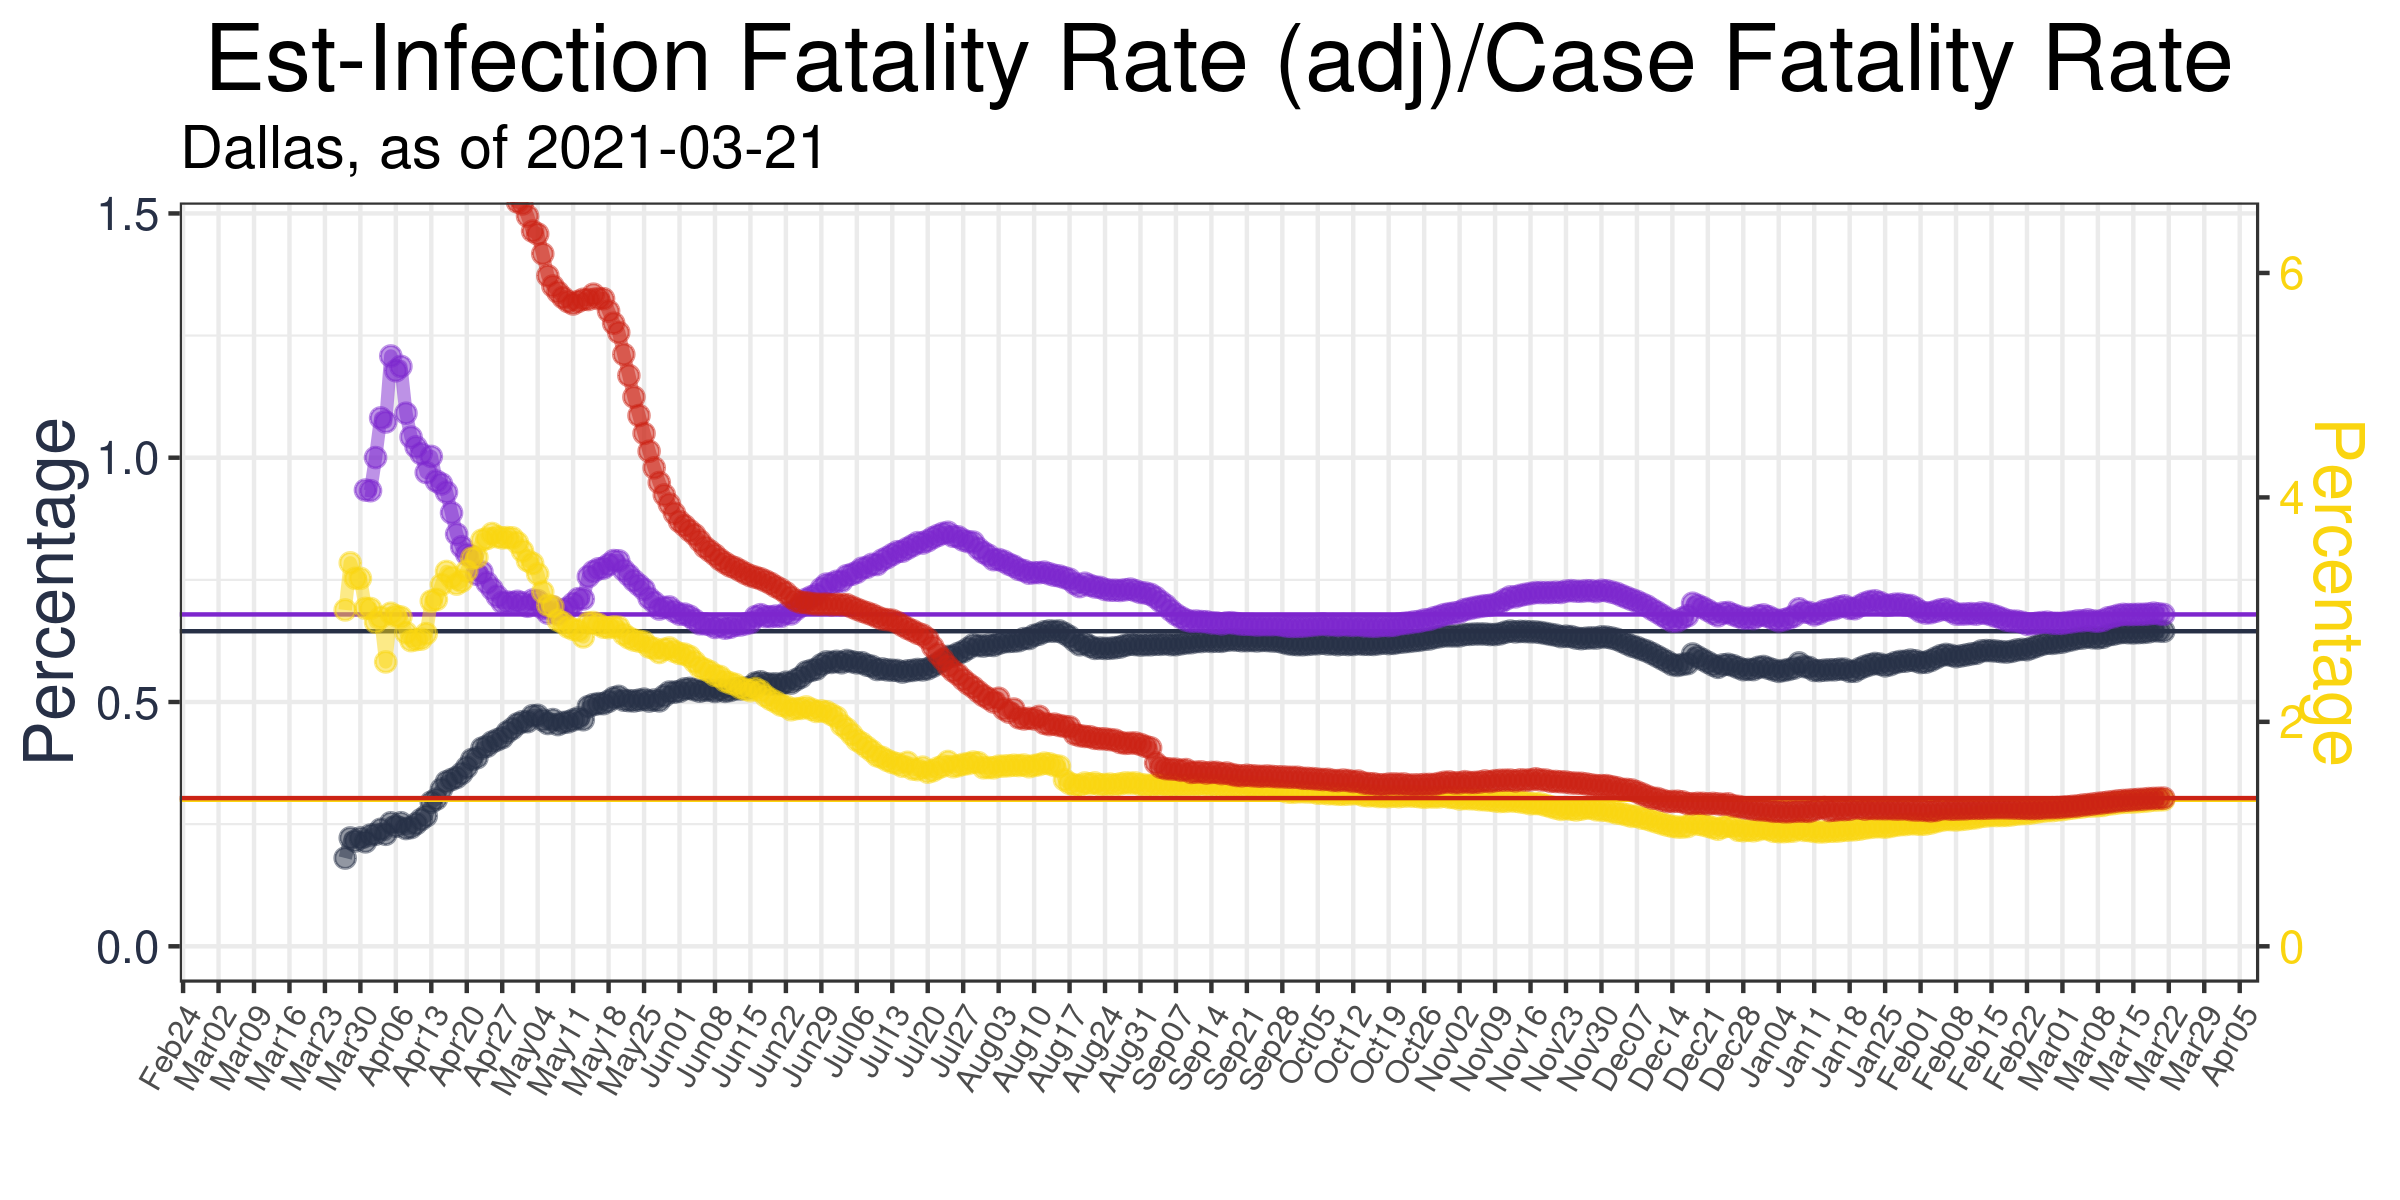 Est-Infection Fatality Rate (adj)/Case Fatality Rate
Dallas, as of 2021-03-21
Percentage
1.5
1.0
0.5
0.0
6
4
2
0
Percentage
Feb24
Mar02
Mar09
Mar16
Mar23
Mar30
Apr06
Apr13
Apr20
Apr27
May04
May11
May18
May25
Jun01
Jun08
Jun15
Jun22
Jun29
Jul06
Jul13
Jul20
Jul27
Aug03
Aug10
Aug17
Aug24
Aug31
Sep07
Sep14
Sep21
Sep28
Oct05
Oct12
Oct19
Oct26
Nov02
Nov09
Nov16
Nov23
Nov30
Dec07
Dec14
Dec21
Dec28
Jan04
Jan11
Jan18
Jan25
Feb01
Feb08
Feb15
Feb22
Mar01
Mar08
Mar15
Mar22
Mar29
Apr05